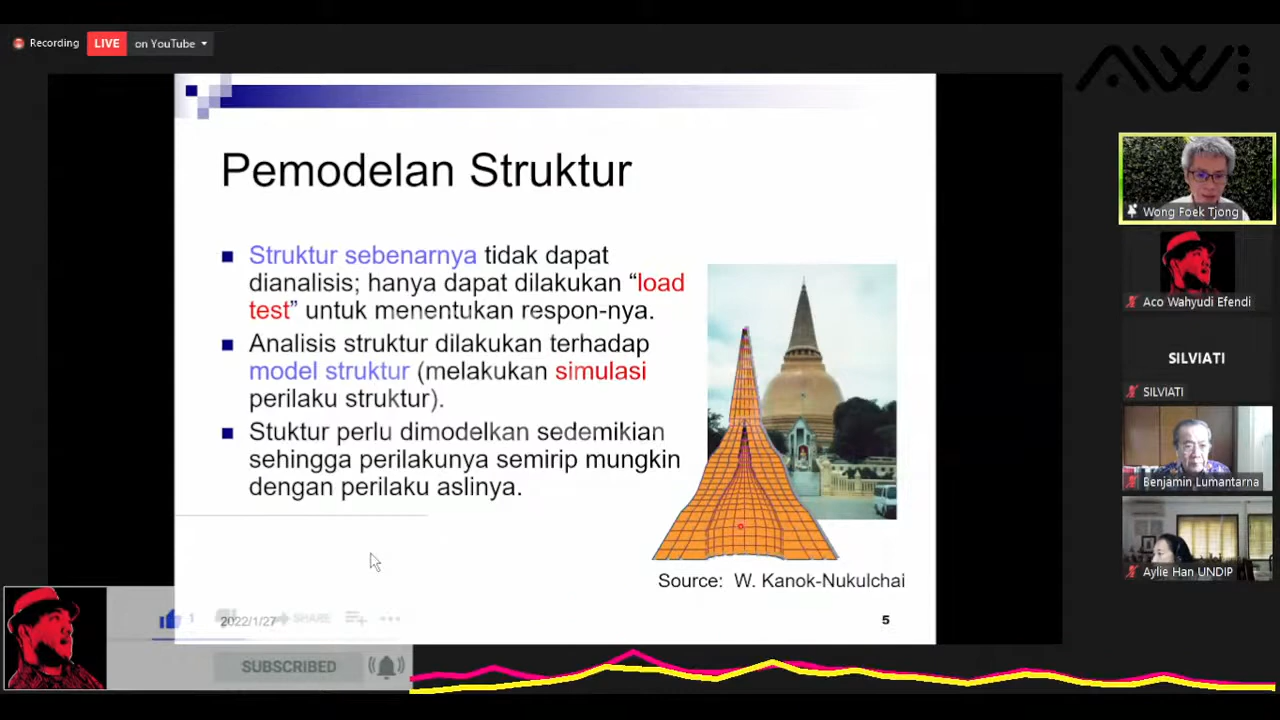 Recording
LIVE
on YouTube
AWi
Pemodelan Struktur
Struktur sebenarnya tidak dapat
dianalisis; hanya dapat dilakukan “load
test” untuk menentukan respon-nya.
Analisis struktur dilakukan terhadap
model struktur (melakukan simulasi
perilaku struktur).
Stuktur perlu dimodelkan sedemikian
sehingga perilakunya semirip mungkin
dengan perilaku aslinya.
Source: W. Kanok-Nukulchai
2022/1/27
5
1
SHARE
SUBSCRIBED
Wong Foek Tjong
Aco Wahyudi Efendi
SILVIATI
SILVIATI
Benjamin Lumantarna
Aylie Han UNDIP